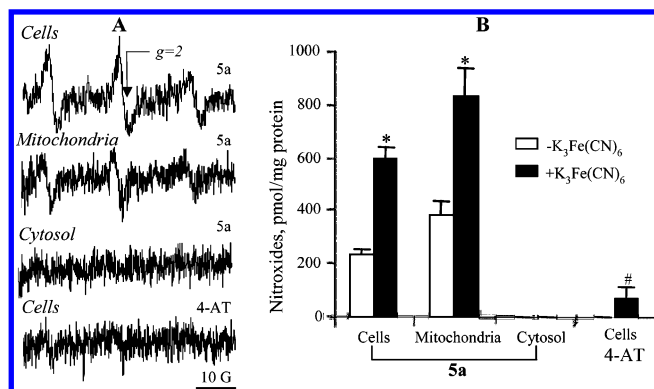 A
Cells
g=2
5a
Mitochondria
5a
Cytosol
5a
Cells
4-AT
10 G
B
Nitroxides, pmol/mg protein
1000
800
600
400
200
0
*
*
#
-K₃Fe(CN)₆
+K₃Fe(CN)₆
Cells
Mitochondria
Cytosol
Cells
4-AT
5a